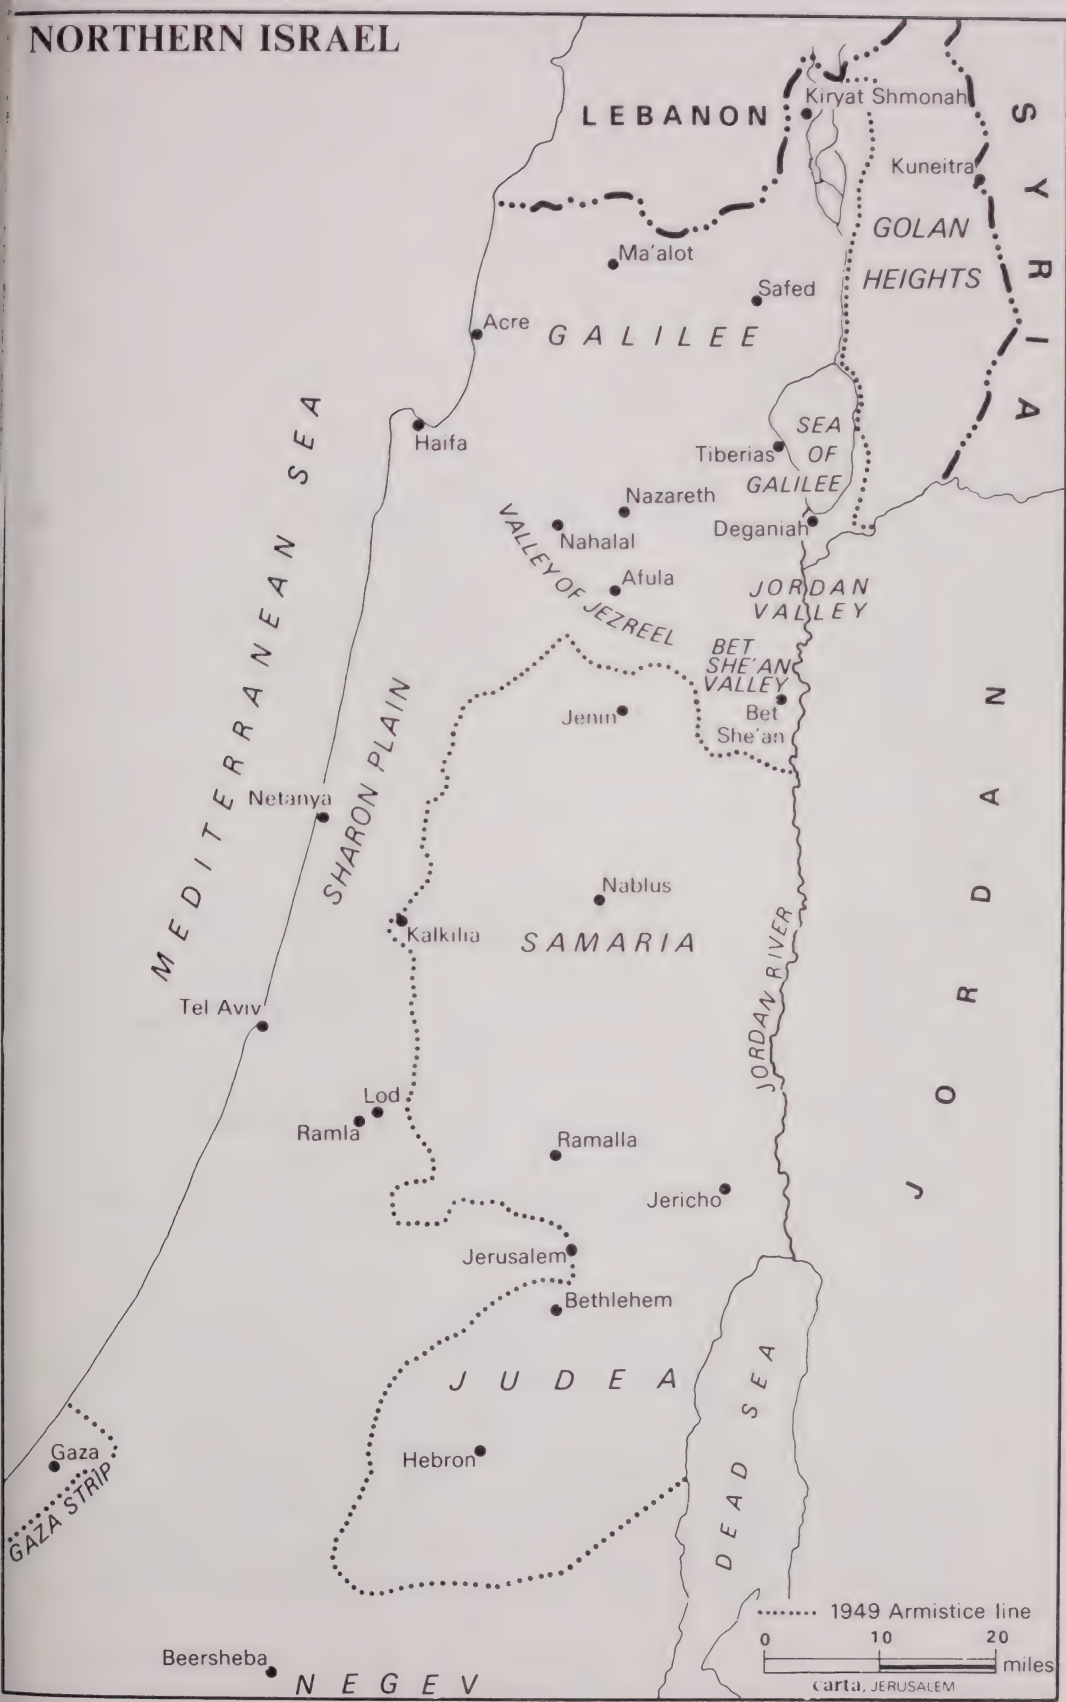 NORTHERN ISRAEL
LEBANON
Kiryat Shmonah
SYRIA
Kuneitra
GOLAN
HEIGHTS
Ma'alot
Safed
Acre
GALILEE
Haifa
MEDITERRANEAN SEA
Tiberias
SEA
OF
GALILEE
Nazareth
Nahalal
Deganiah
VALLEY OF JEZREEL
Afula
JORDAN
VALLEY
BET
SHE'AN
VALLEY
Bet
She'an
Jenin
JORDAN
SHARON PLAIN
Netanya
Nablus
Kalkilia
SAMARIA
JORDAN RIVER
Tel Aviv
Lod
Ramla
Ramalla
Jericho
Jerusalem
Bethlehem
JUDEA
DEAD SEA
Hebron
Gaza
GAZA STRIP
1949 Armistice line
0 10 20
miles
carta, JERUSALEM
Beersheba
NEGEV